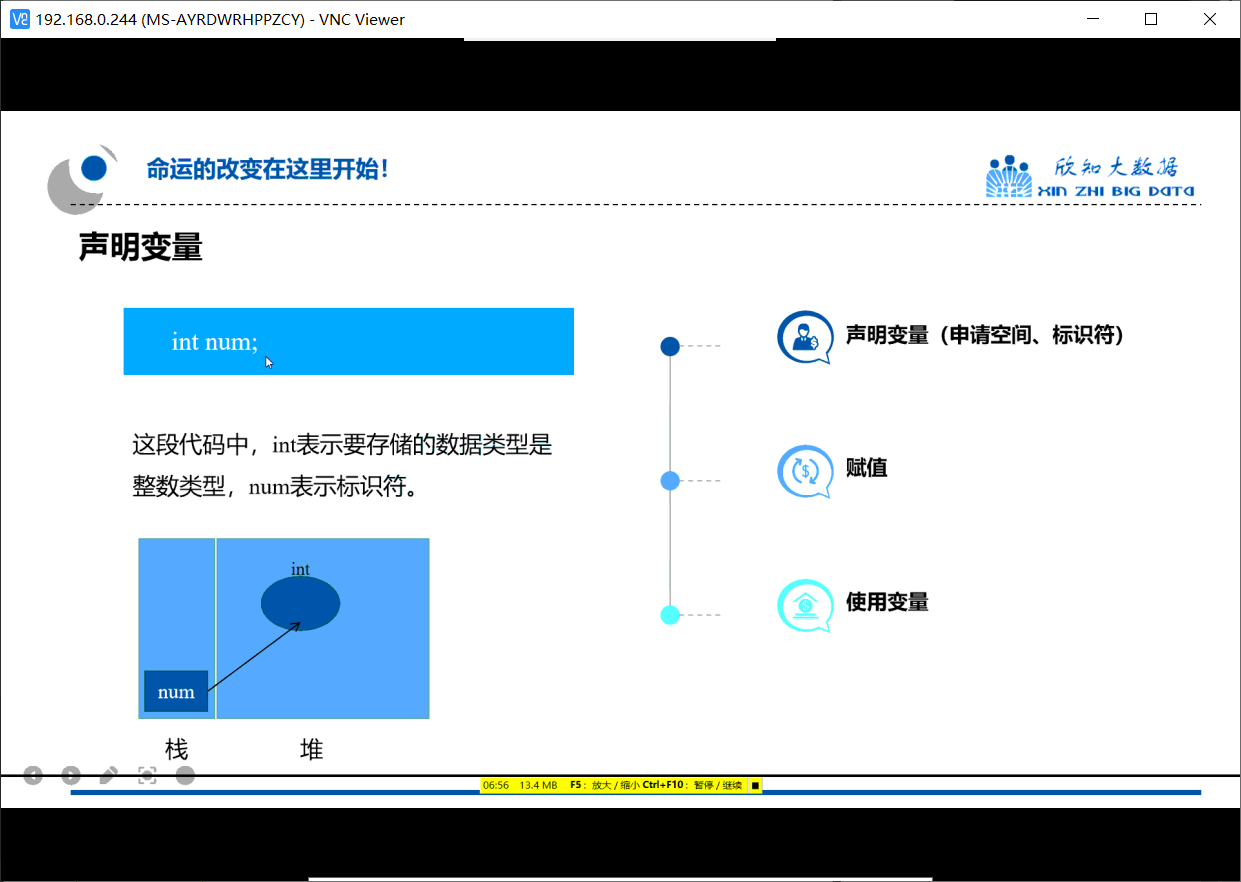 192.168.0.244 (MS-AYRDWRHPPZCY) - VNC Viewer
命运的改变在这里开始！
欣知大数据
XIN ZHI BIG DATA
声明变量
int num;
这段代码中，int表示要存储的数据类型是
整数类型，num表示标识符。
int
num
栈
堆
声明变量（申请空间、标识符）
赋值
使用变量
06:56 13.4 MB F5：放大 / 缩小 Ctrl+F10：暂停 / 继续